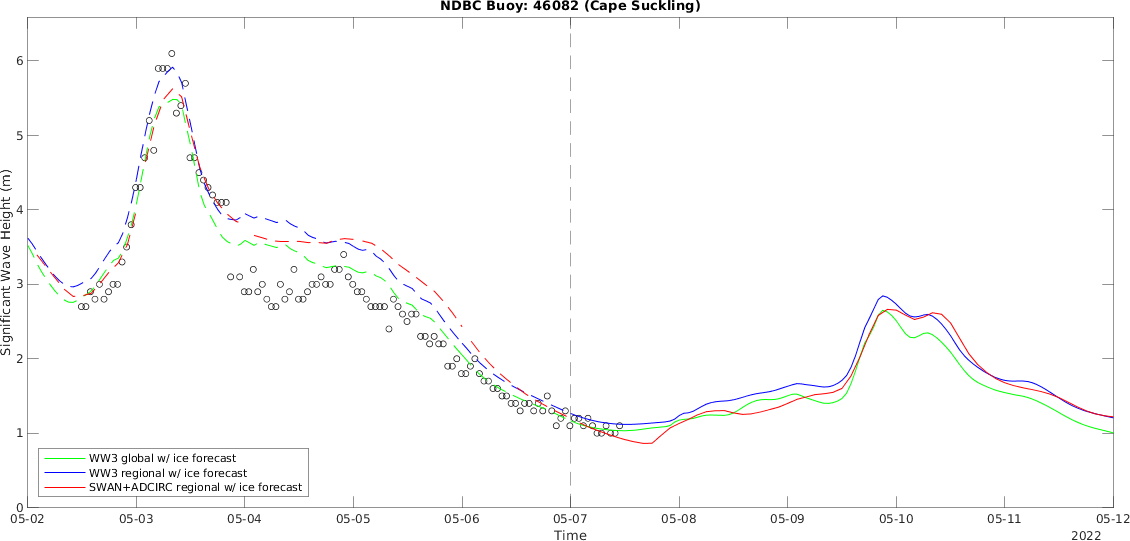 NDBC Buoy: 46082 (Cape Suckling)
Significant Wave Height (m)
6
5
4
3
2
1
0
WW3 global w/ ice forecast
WW3 regional w/ ice forecast
SWAN+ADCIRC regional w/ ice forecast
05-02 05-03 05-04 05-05 05-06 05-07 05-08 05-09 05-10 05-11 05-12
Time
2022